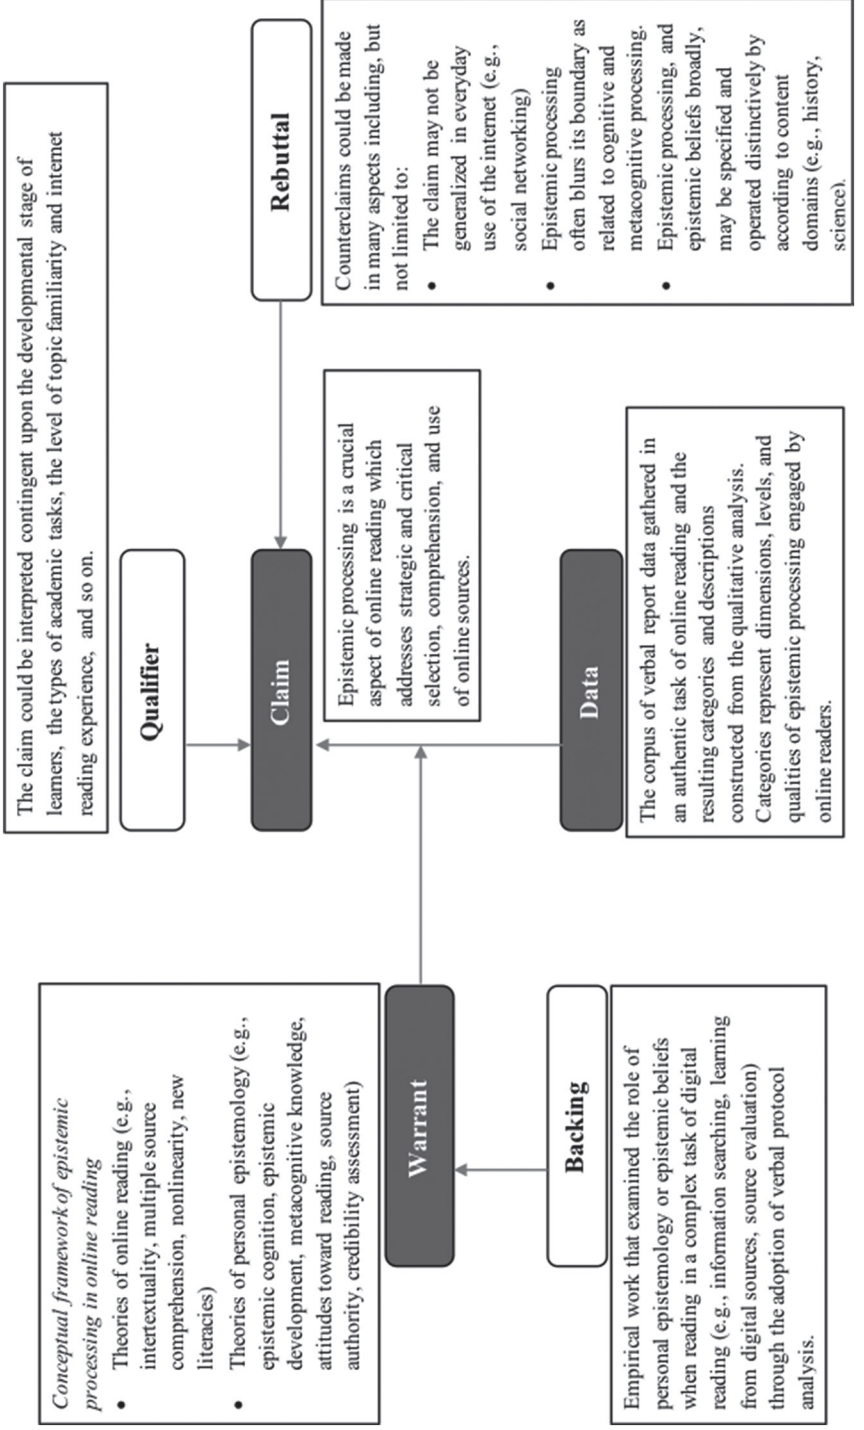 Conceptual framework of epistemic
processing in online reading
• Theories of online reading (e.g.,
intertextuality, multiple source
comprehension, nonlinearity, new
literacies)
• Theories of personal epistemology (e.g.,
epistemic cognition, epistemic
development, metacognitive knowledge,
attitudes toward reading, source
authority, credibility assessment)
Warrant
Backing
Empirical work that examined the role of
personal epistemology or epistemic beliefs
when reading in a complex task of digital
reading (e.g., information searching, learning
from digital sources, source evaluation)
through the adoption of verbal protocol
analysis.
The claim could be interpreted contingent upon the developmental stage of
learners, the types of academic tasks, the level of topic familiarity and internet
reading experience, and so on.
Qualifier
Claim
Epistemic processing is a crucial
aspect of online reading which
addresses strategic and critical
selection, comprehension, and use
of online sources.
Data
The corpus of verbal report data gathered in
an authentic task of online reading and the
resulting categories and descriptions
constructed from the qualitative analysis.
Categories represent dimensions, levels, and
qualities of epistemic processing engaged by
online readers.
Rebuttal
Counterclaims could be made
in many aspects including, but
not limited to:
• The claim may not be
generalized in everyday
use of the internet (e.g.,
social networking)
• Epistemic processing
often blurs its boundary as
related to cognitive and
metacognitive processing.
• Epistemic processing, and
epistemic beliefs broadly,
may be specified and
operated distinctively by
according to content
domains (e.g., history,
science).